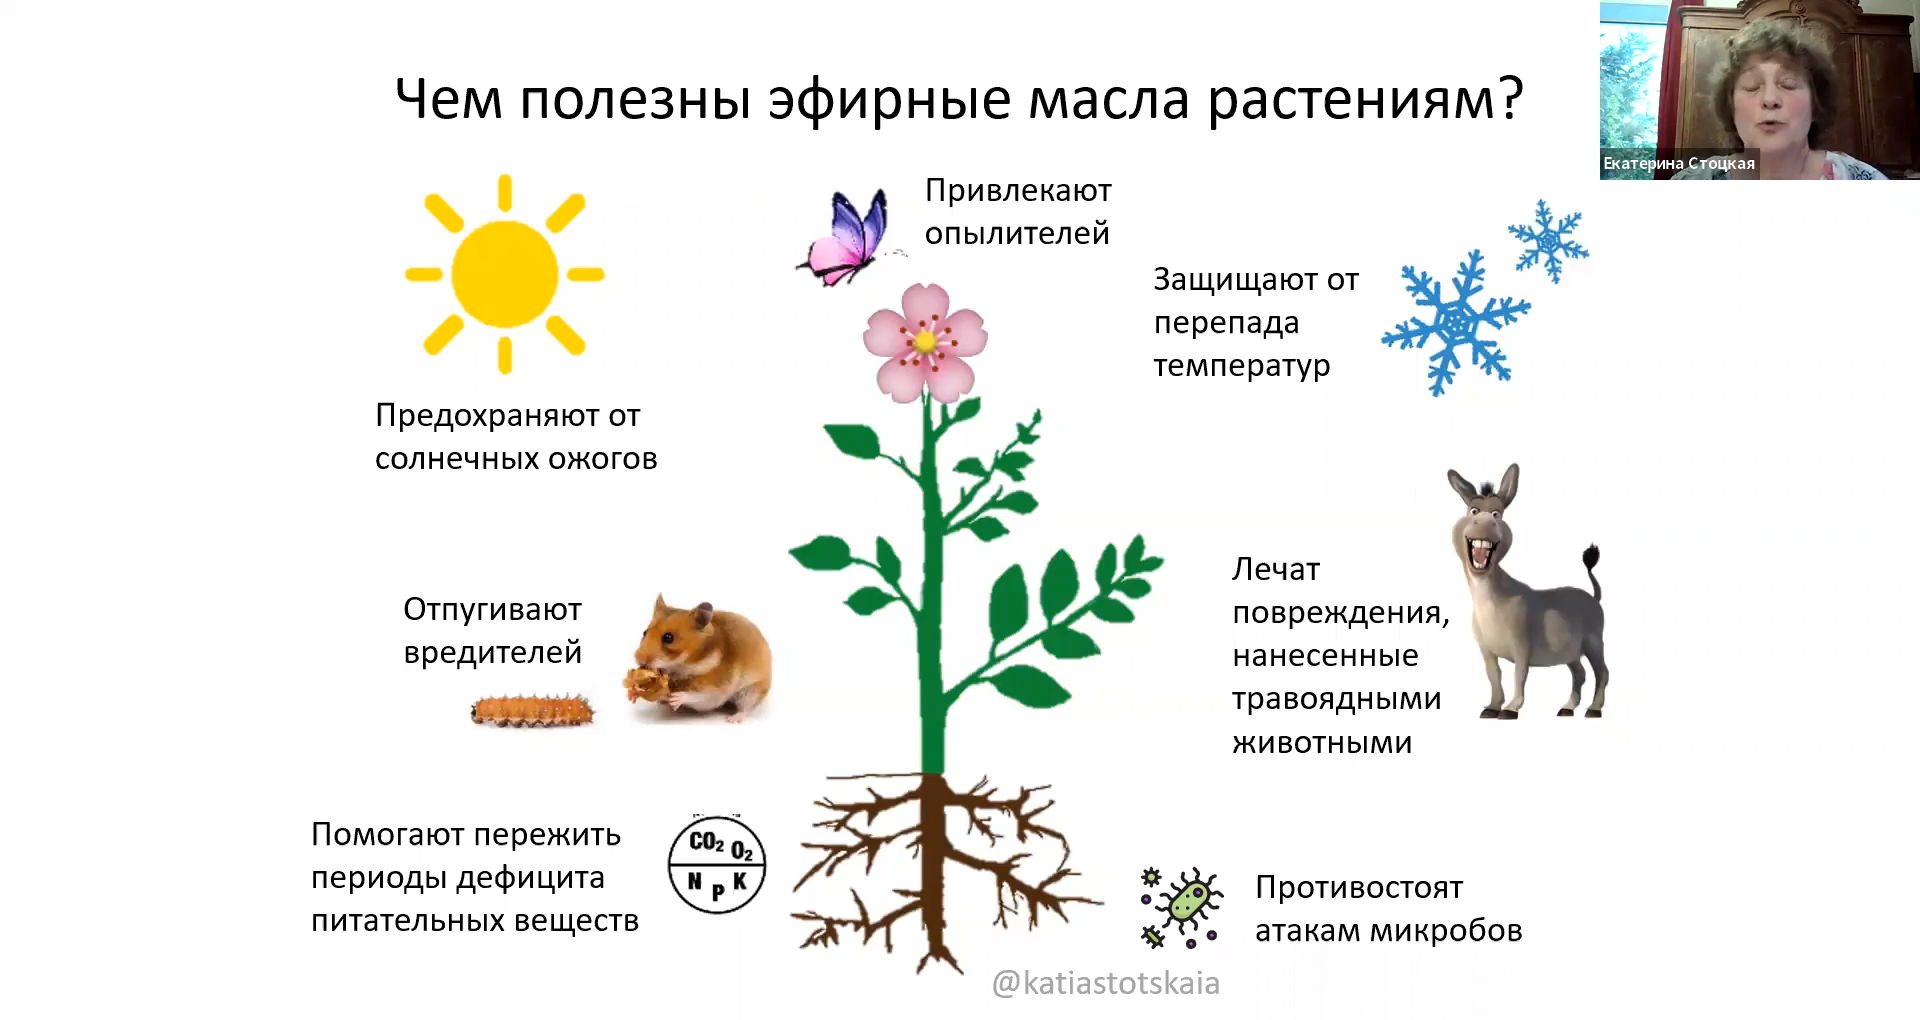 Чем полезны эфирные масла растениям?
Екатерина Стоцкая
Привлекают
опылителей
Защищают от
перепада
температур
Предохраняют от
солнечных ожогов
Отпугивают
вредителей
Лечат
повреждения,
нанесенные
травоядными
животными
Помогают пережить
периоды дефицита
питательных веществ
CO₂ O₂
N P K
Противостоят
атакам микробов
@katiastotskaia